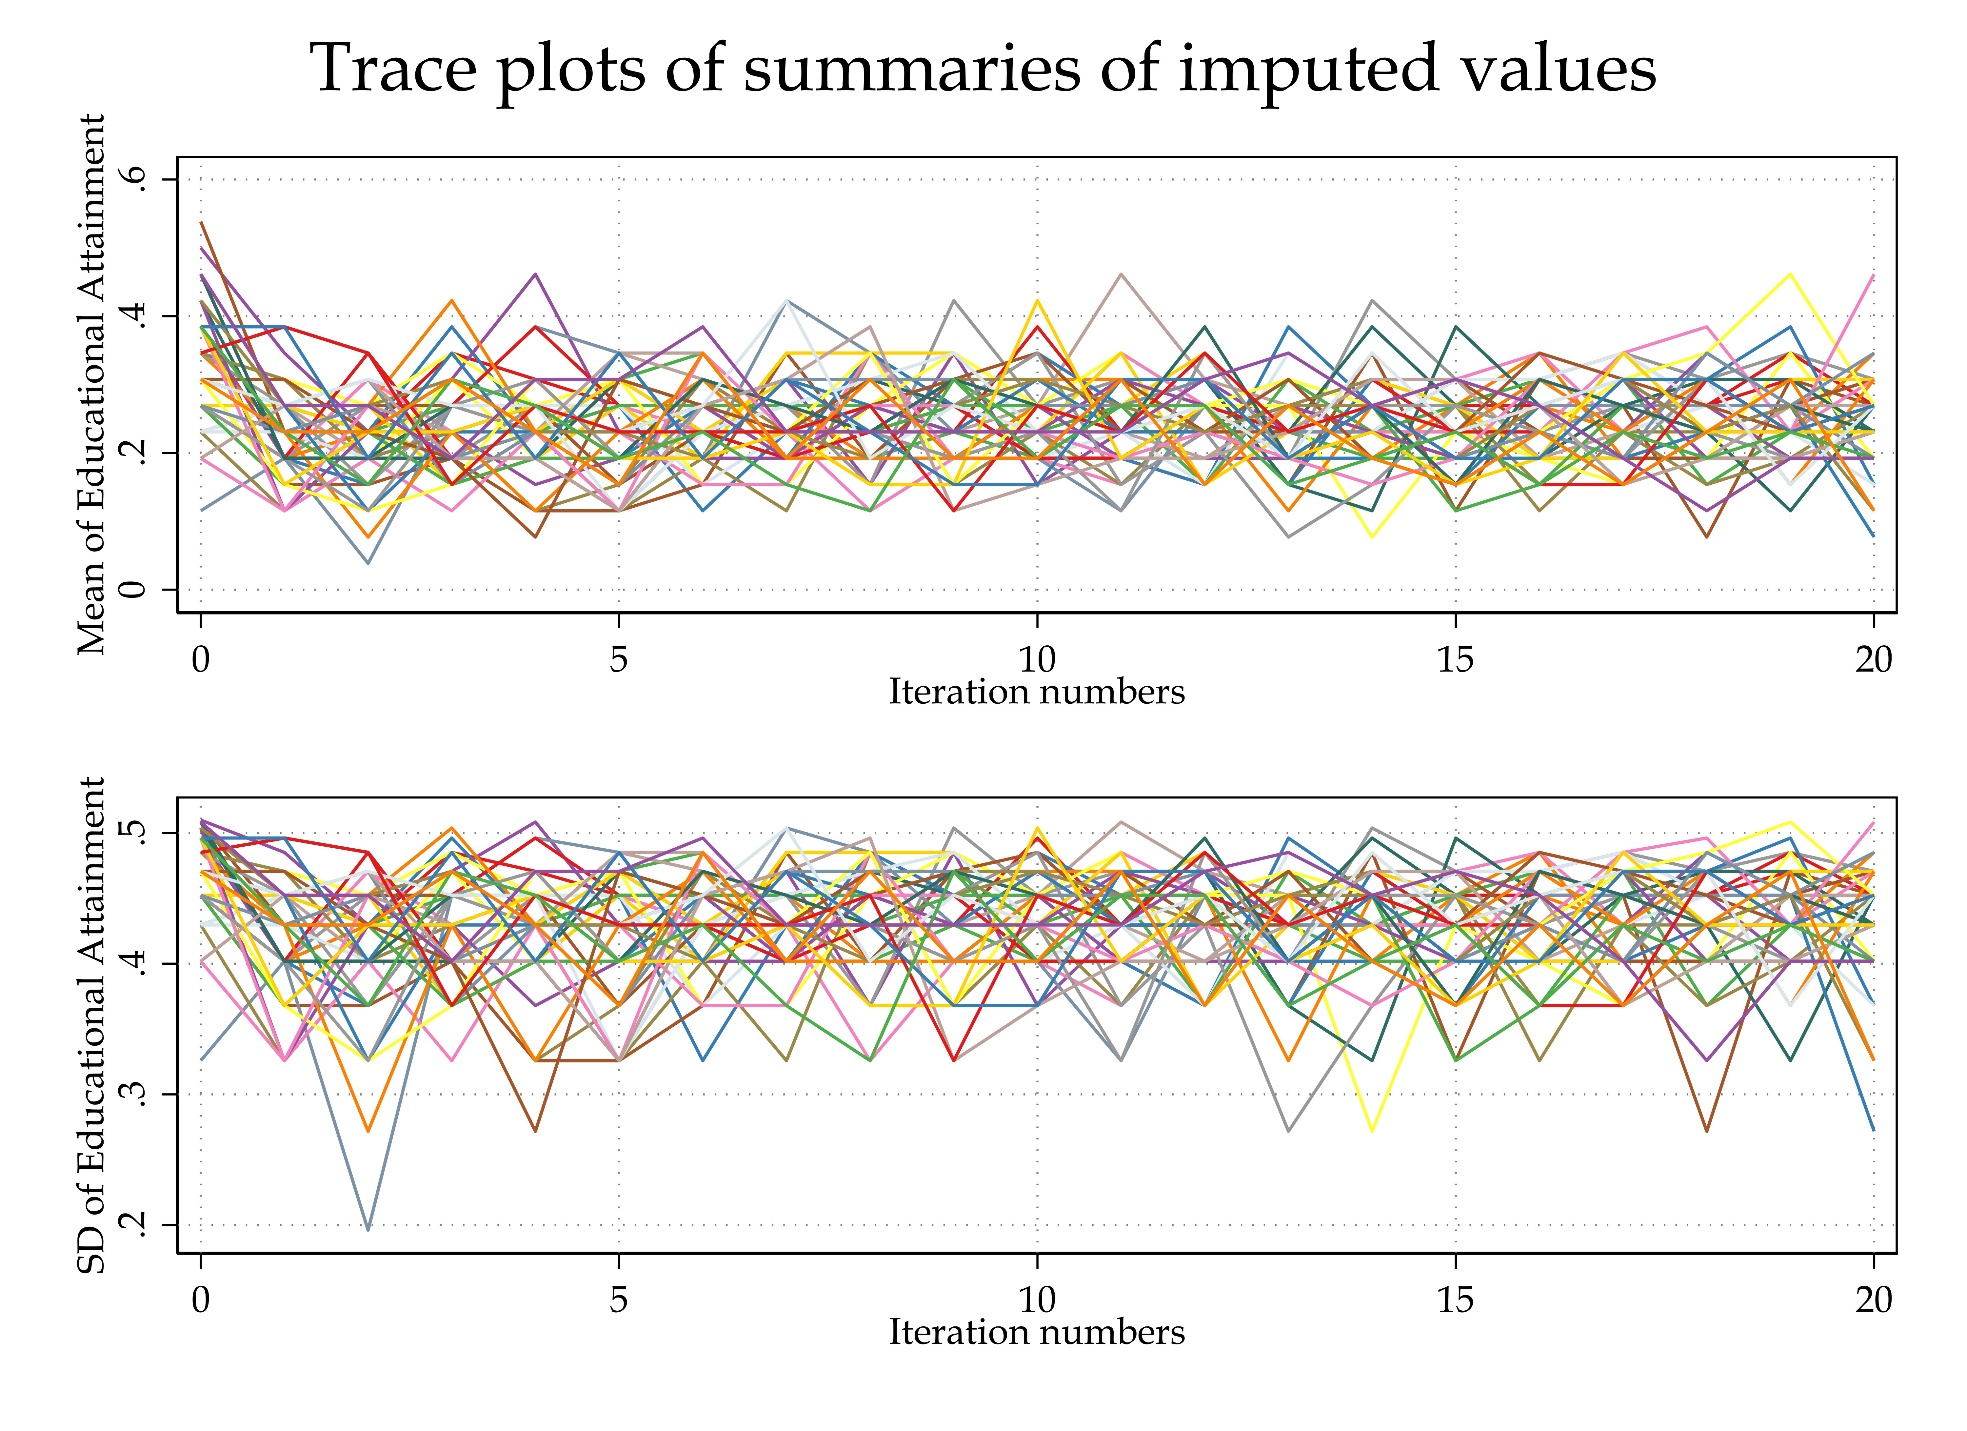 Trace plots of summaries of imputed values
Mean of Educational Attainment
.6
.4
.2
0
0 5 10 15 20
Iteration numbers
SD of Educational Attainment
.5
.4
.3
.2
0 5 10 15 20
Iteration numbers